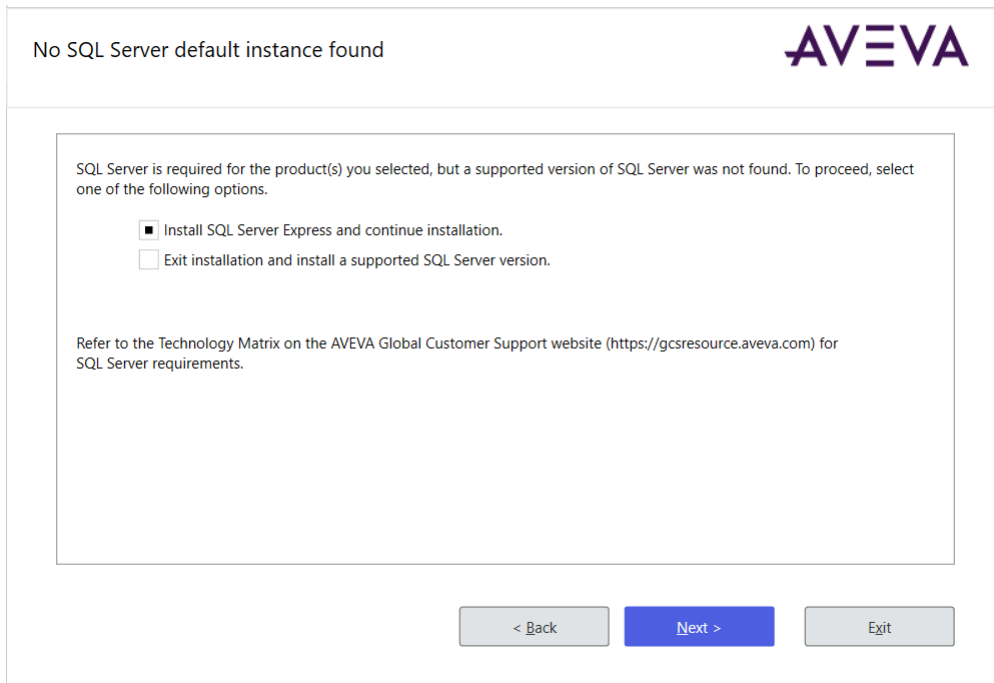 No SQL Server default instance found
AVEVA
SQL Server is required for the product(s) you selected, but a supported version of SQL Server was not found. To proceed, select
one of the following options.
Install SQL Server Express and continue installation.
Exit installation and install a supported SQL Server version.
Refer to the Technology Matrix on the AVEVA Global Customer Support website (https://gcsresource.aveva.com) for
SQL Server requirements.
< Back
Next >
Exit